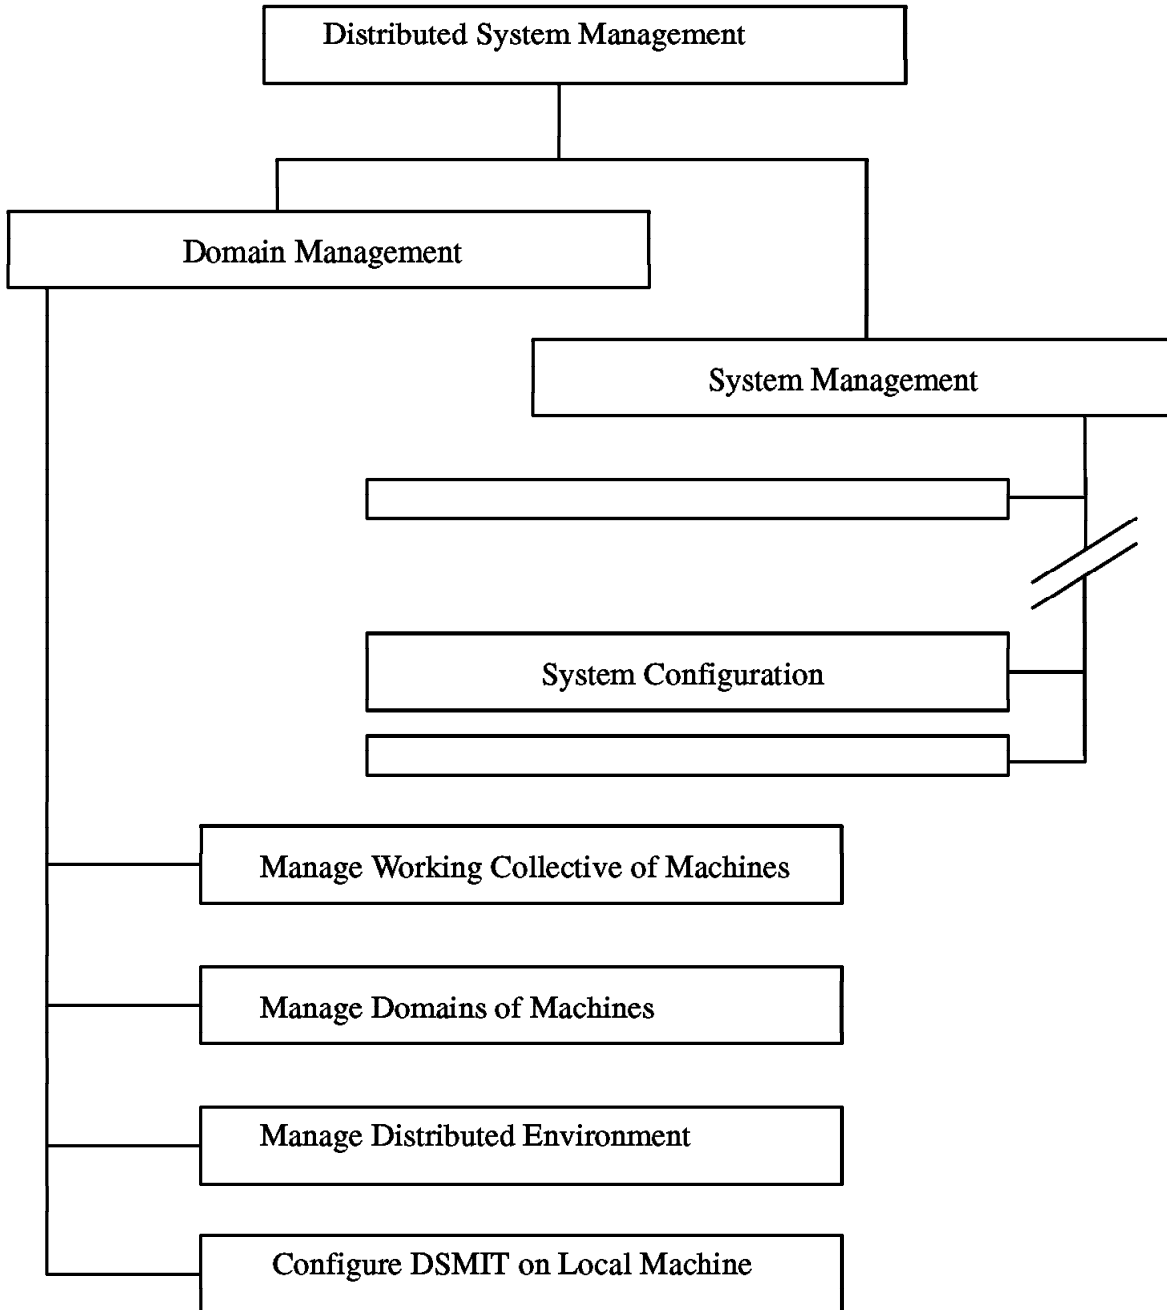 Distributed System Management
Domain Management
System Management
System Configuration
Manage Working Collective of Machines
Manage Domains of Machines
Manage Distributed Environment
Configure DSMIT on Local Machine